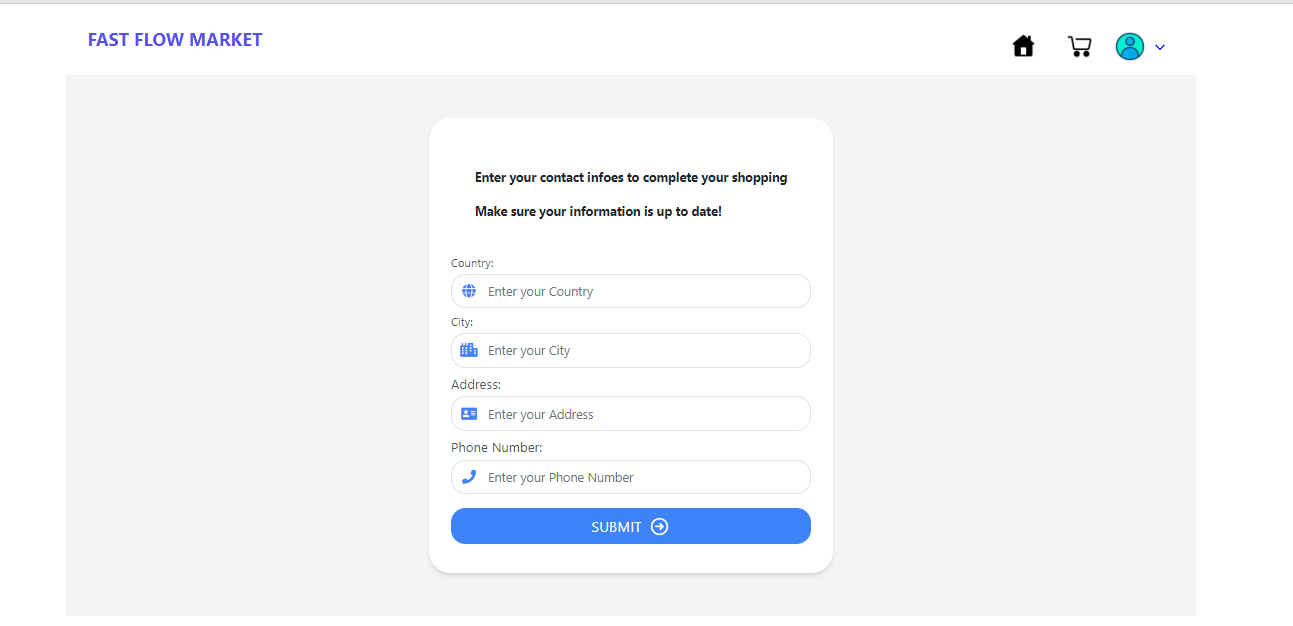 FAST FLOW MARKET
Enter your contact infoes to complete your shopping
Make sure your information is up to date!
Country:
Enter your Country
City:
Enter your City
Address:
Enter your Address
Phone Number:
Enter your Phone Number
SUBMIT